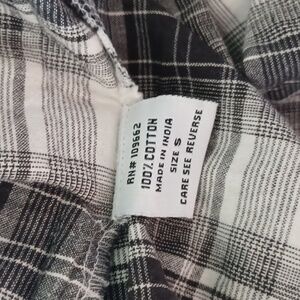 RN# 109662
100% COTTON
MADE IN INDIA
SIZE S
CARE SEE REVERSE